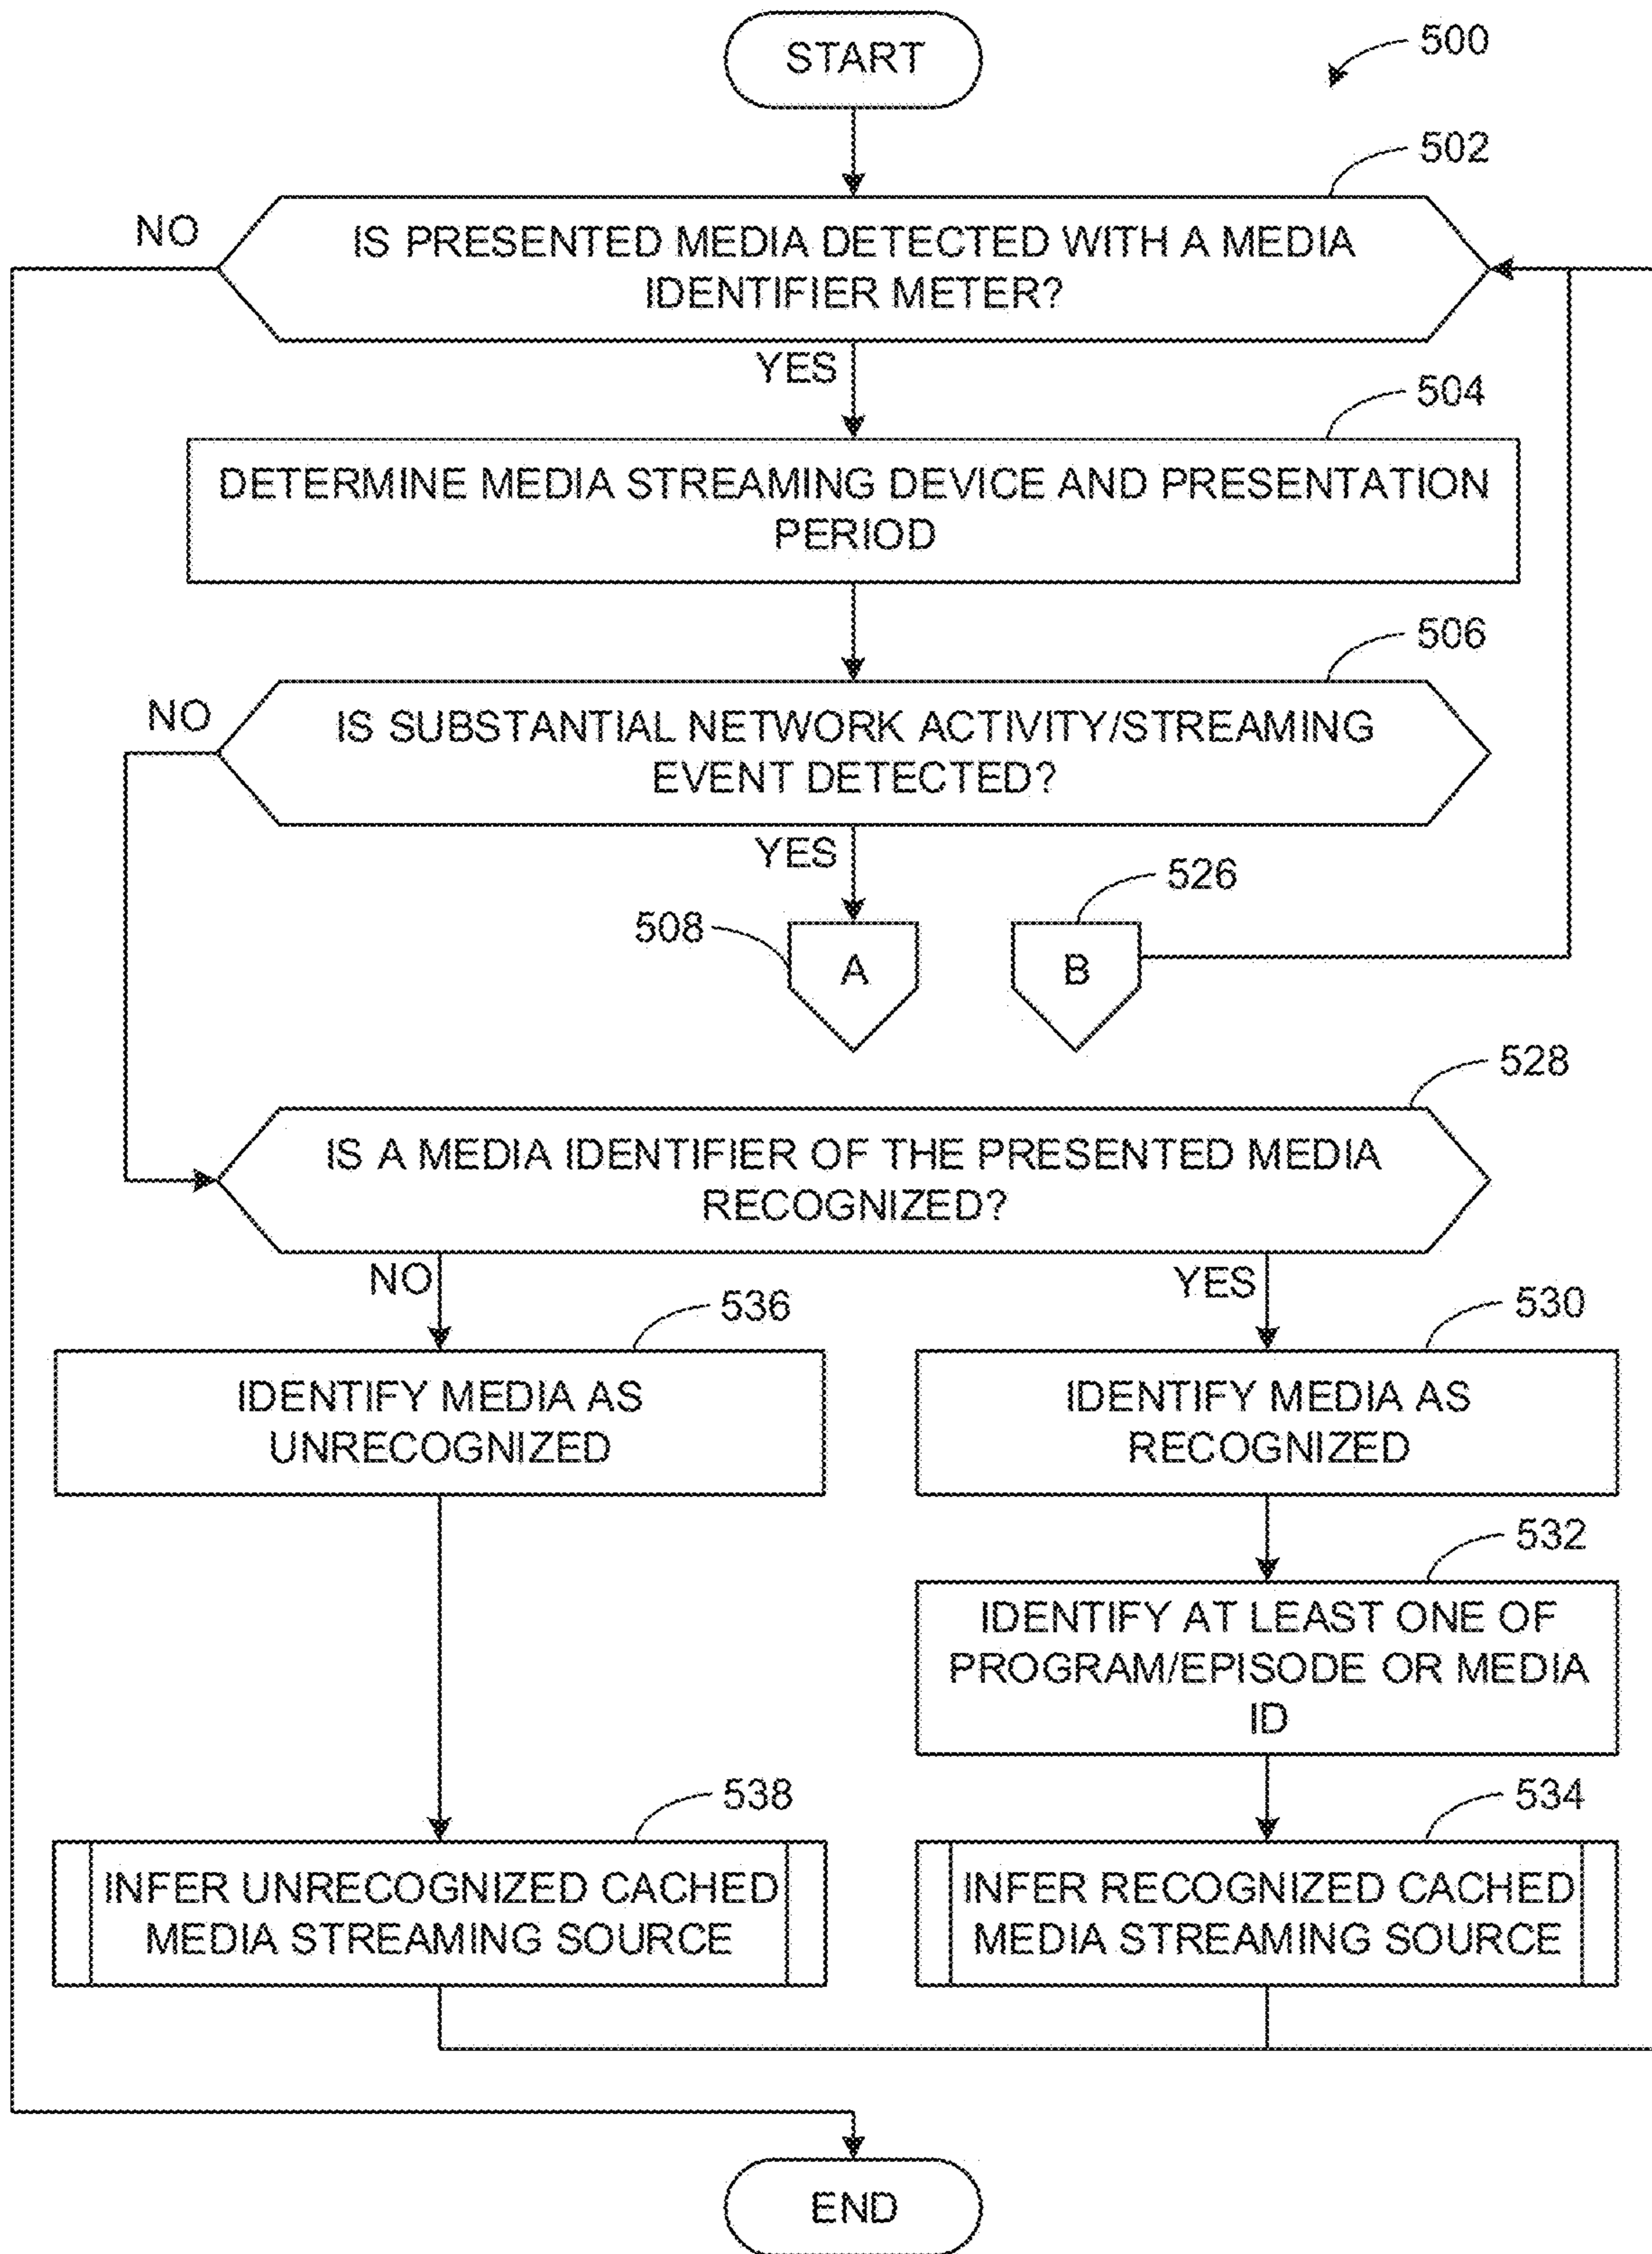 START
500
502
NO
IS PRESENTED MEDIA DETECTED WITH A MEDIA
IDENTIFIER METER?
YES
504
DETERMINE MEDIA STREAMING DEVICE AND PRESENTATION
PERIOD
506
NO
IS SUBSTANTIAL NETWORK ACTIVITY/STREAMING
EVENT DETECTED?
YES
526
508
A
B
528
IS A MEDIA IDENTIFIER OF THE PRESENTED MEDIA
RECOGNIZED?
NO
YES
536
530
IDENTIFY MEDIA AS
UNRECOGNIZED
IDENTIFY MEDIA AS
RECOGNIZED
532
IDENTIFY AT LEAST ONE OF
PROGRAM/EPISODE OR MEDIA
ID
538
534
INFER UNRECOGNIZED CACHED
MEDIA STREAMING SOURCE
INFER RECOGNIZED CACHED
MEDIA STREAMING SOURCE
END